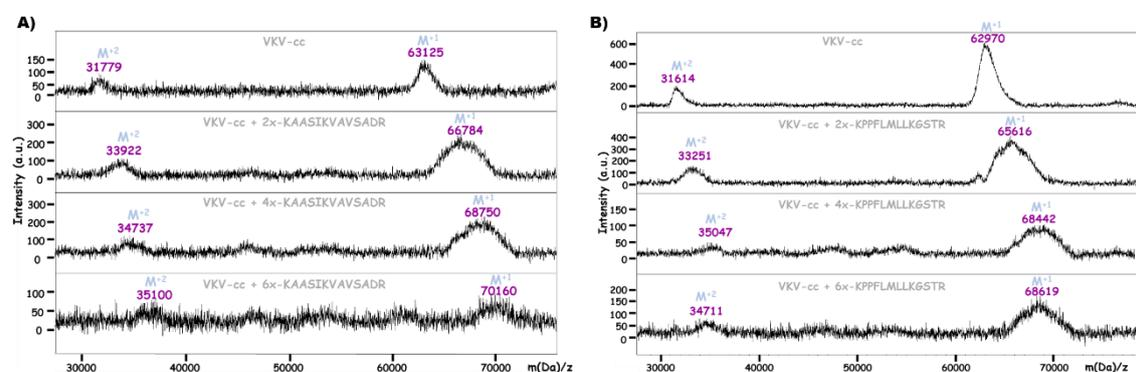 A)
Intensity (a.u.)
VKV-cc
M+2
31779
M+1
63125
150
100
50
0
VKV-cc + 2x-KAASIKVAVSADR
M+2
33922
M+1
66784
300
200
100
0
VKV-cc + 4x-KAASIKVAVSADR
M+2
34737
M+1
68750
300
200
100
0
VKV-cc + 6x-KAASIKVAVSADR
M+2
35100
M+1
70160
100
50
0
30000 40000 50000 60000 70000 m(Da)/z
B)
Intensity (a.u.)
VKV-cc
M+2
31614
M+1
62970
600
400
200
0
VKV-cc + 2x-KPPFLMLLKGSTR
M+2
33251
M+1
65616
400
300
200
100
0
VKV-cc + 4x-KPPFLMLLKGSTR
M+2
35047
M+1
68442
150
100
50
0
VKV-cc + 6x-KPPFLMLLKGSTR
M+2
34711
M+1
68619
200
150
100
50
0
30000 40000 50000 60000 70000 m(Da)/z